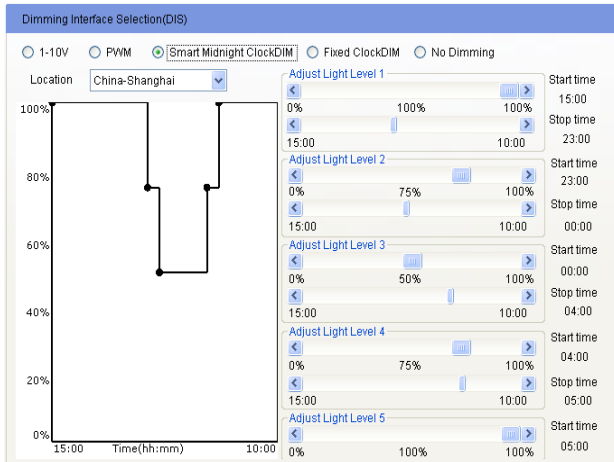 Dimming Interface Selection(DIS)
1-10V PWM Smart Midnight ClockDIM Fixed ClockDIM No Dimming
Location China-Shanghai
100%
80%
60%
40%
20%
0%
15:00 Time(hh:mm) 10:00
Adjust Light Level 1
0% 100% 100%
15:00 10:00
Start time
15:00
Stop time
23:00
Adjust Light Level 2
0% 75% 100%
15:00 10:00
Start time
23:00
Stop time
00:00
Adjust Light Level 3
0% 50% 100%
15:00 10:00
Start time
00:00
Stop time
04:00
Adjust Light Level 4
0% 75% 100%
15:00 10:00
Start time
04:00
Stop time
05:00
Adjust Light Level 5
0% 100% 100%
Start time
05:00